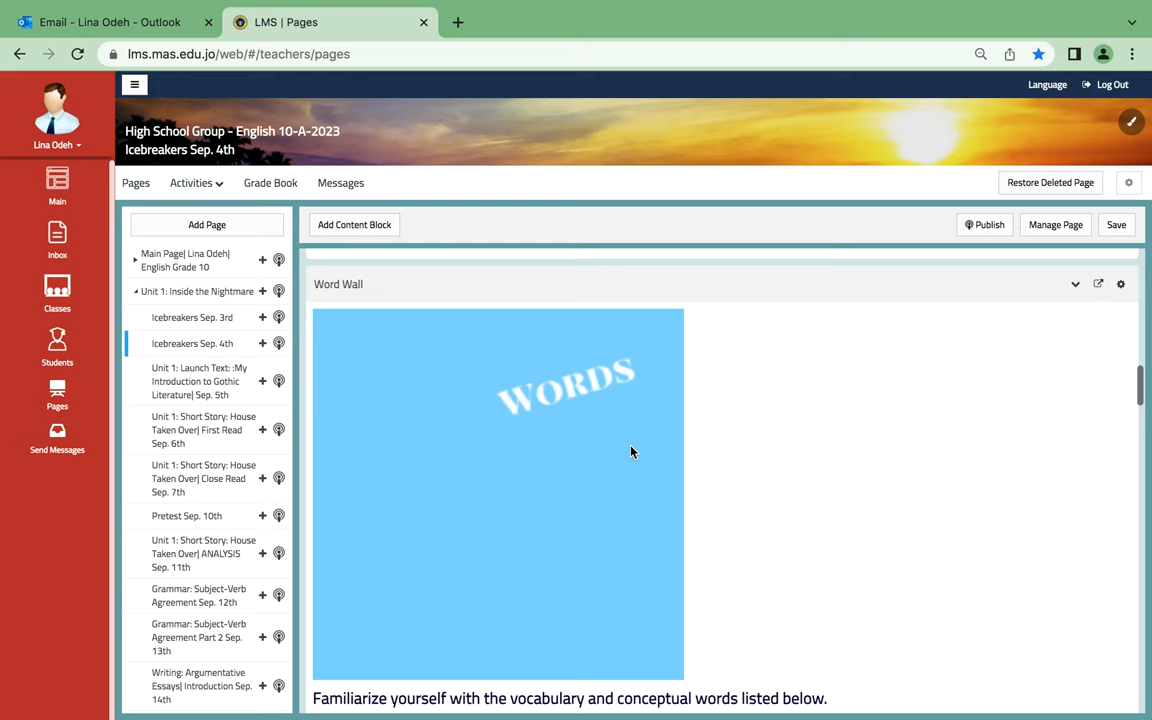 Email - Lina Odeh - Outlook
LMS | Pages
lms.mas.edu.jo/web/#/teachers/pages
Lina Odeh
Language
Log Out
High School Group - English 10-A-2023
Icebreakers Sep. 4th
Pages
Activities
Grade Book
Messages
Restore Deleted Page
Main
Inbox
Classes
Students
Pages
Send Messages
Add Page
Main Page| Lina Odeh|
English Grade 10
Unit 1: Inside the Nightmare
Icebreakers Sep. 3rd
Icebreakers Sep. 4th
Unit 1: Launch Text: :My
Introduction to Gothic
Literature| Sep. 5th
Unit 1: Short Story: House
Taken Over| First Read
Sep. 6th
Unit 1: Short Story: House
Taken Over| Close Read
Sep. 7th
Pretest Sep. 10th
Unit 1: Short Story: House
Taken Over| ANALYSIS
Sep. 11th
Grammar: Subject-Verb
Agreement Sep. 12th
Grammar: Subject-Verb
Agreement Part 2 Sep.
13th
Writing: Argumentative
Essays| Introduction Sep.
14th
Add Content Block
Publish
Manage Page
Save
Word Wall
WORDS
Familiarize yourself with the vocabulary and conceptual words listed below.